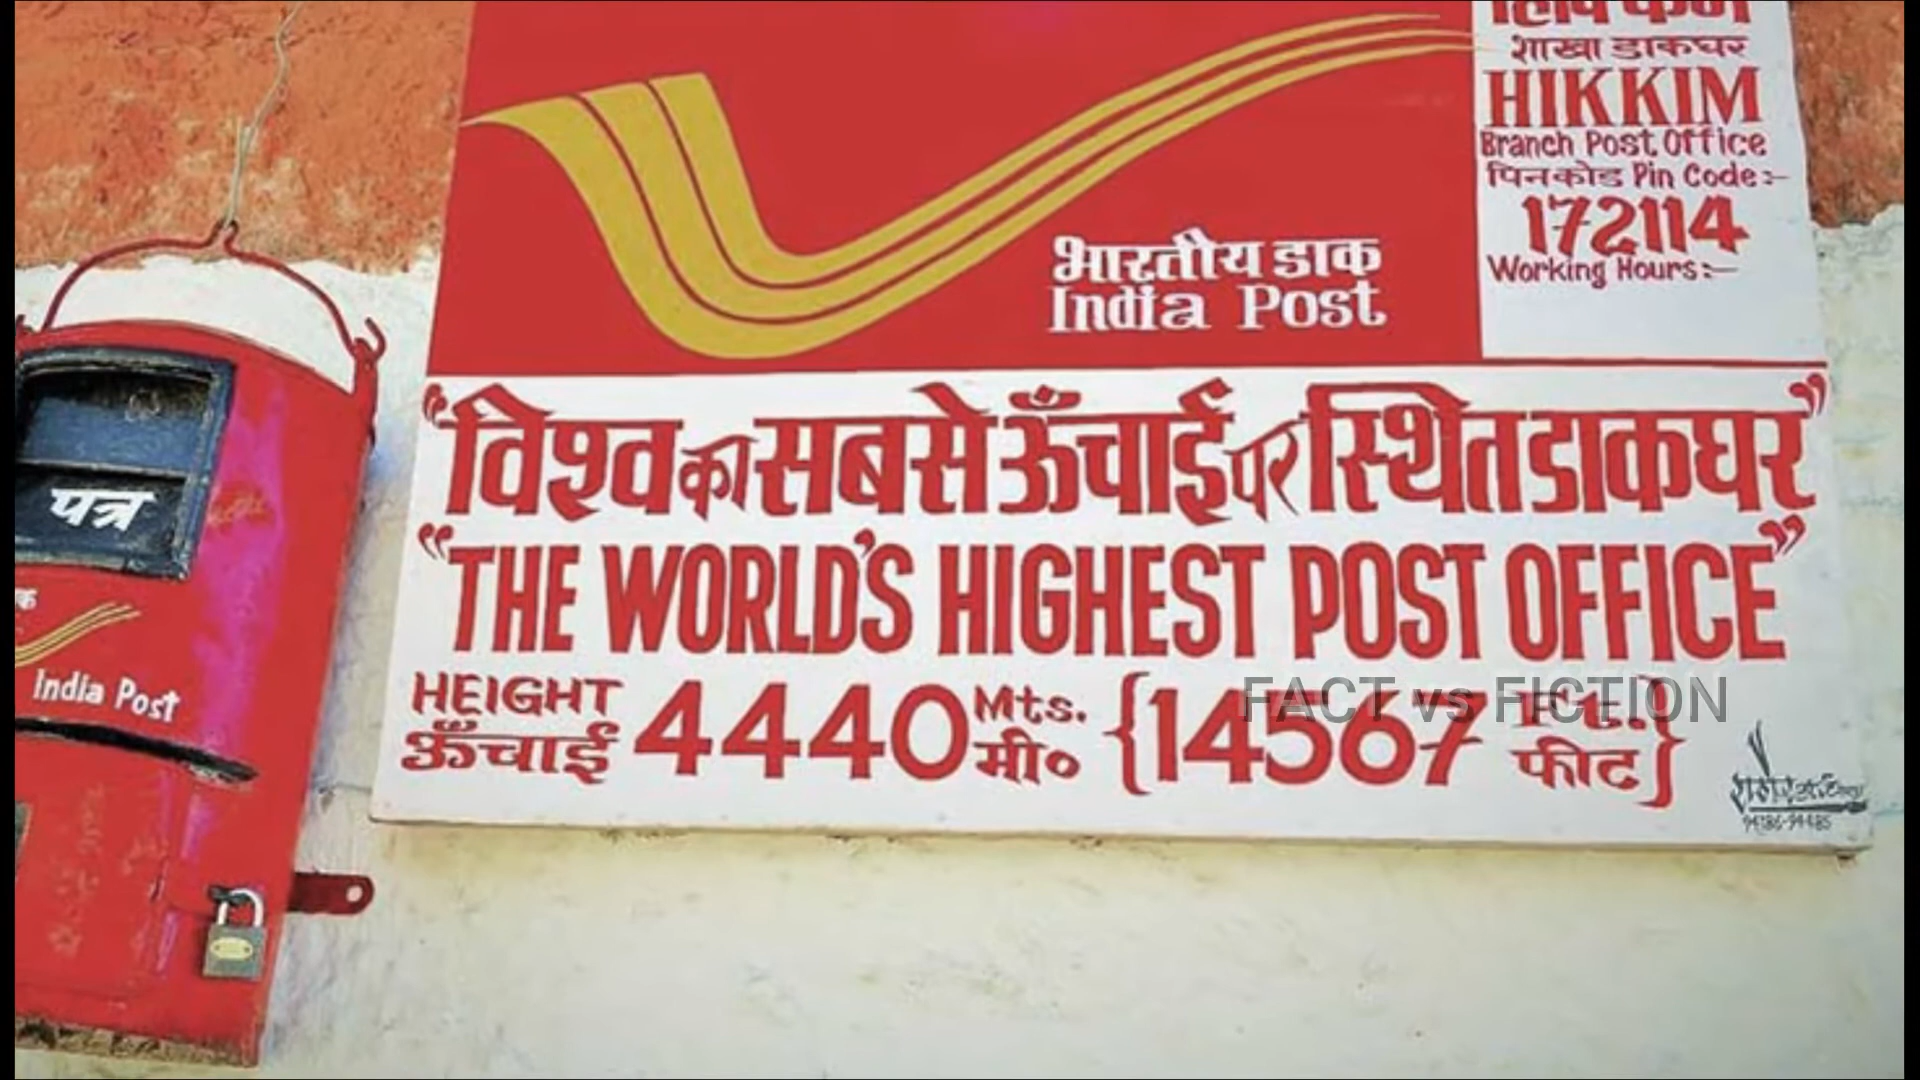 शाखा डाकघर
HIKKIM
Branch Post Office
पिनकोड Pin Code:-
172114
Working Hours:-
भारतीय डाक
India Post
"विश्व का सबसे ऊँचाई पर स्थित डाकघर"
"THE WORLD'S HIGHEST POST OFFICE"
HEIGHT 4440 Mts. {14567 Ft.}
ऊँचाई मी० फीट
FACT vs FICTION
पत्र
India Post